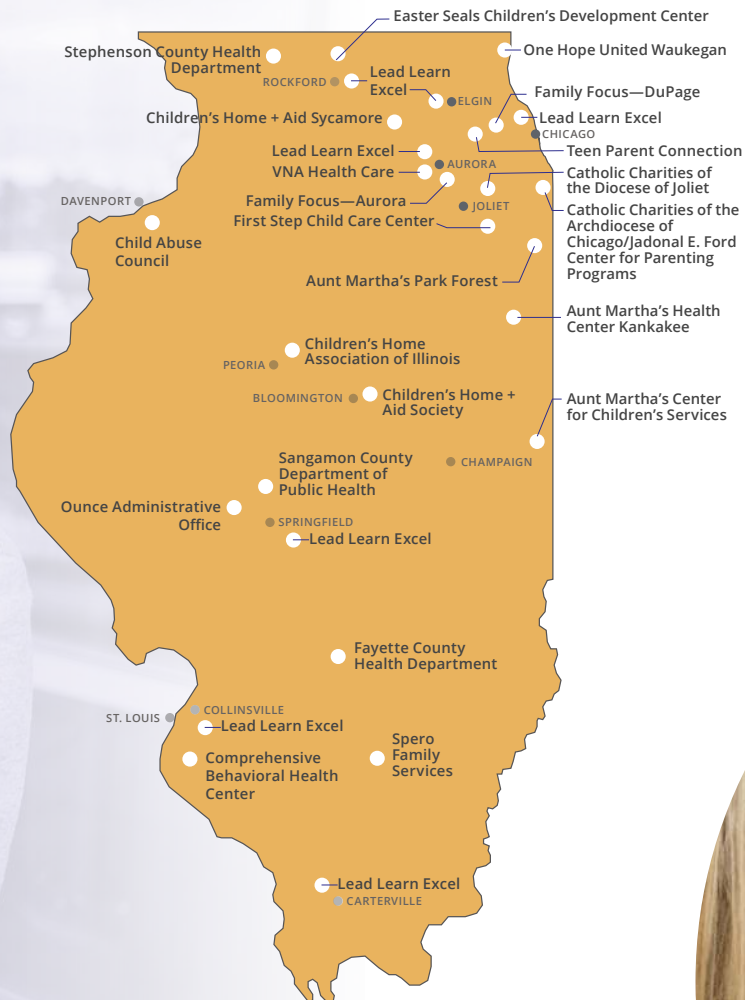 Easter Seals Children’s Development Center
Stephenson County Health
Department
One Hope United Waukegan
ROCKFORD
Lead Learn
Excel
ELGIN
Family Focus—DuPage
Children’s Home + Aid Sycamore
Lead Learn Excel
CHICAGO
Lead Learn Excel
Teen Parent Connection
VNA Health Care
AURORA
Catholic Charities of
the Diocese of Joliet
DAVENPORT
Family Focus—Aurora
JOLIET
First Step Child Care Center
Catholic Charities of the
Archdiocese of
Chicago/Jadonal E. Ford
Center for Parenting
Programs
Child Abuse
Council
Aunt Martha’s Park Forest
Aunt Martha’s Health
Center Kankakee
Children’s Home
Association of Illinois
PEORIA
BLOOMINGTON
Children’s Home +
Aid Society
Aunt Martha’s Center
for Children’s Services
Sangamon County
Department of
Public Health
CHAMPAIGN
Ounce Administrative
Office
SPRINGFIELD
Lead Learn Excel
Fayette County
Health Department
COLLINSVILLE
ST. LOUIS
Lead Learn Excel
Spero
Family
Services
Comprehensive
Behavioral Health
Center
Lead Learn Excel
CARTERVILLE